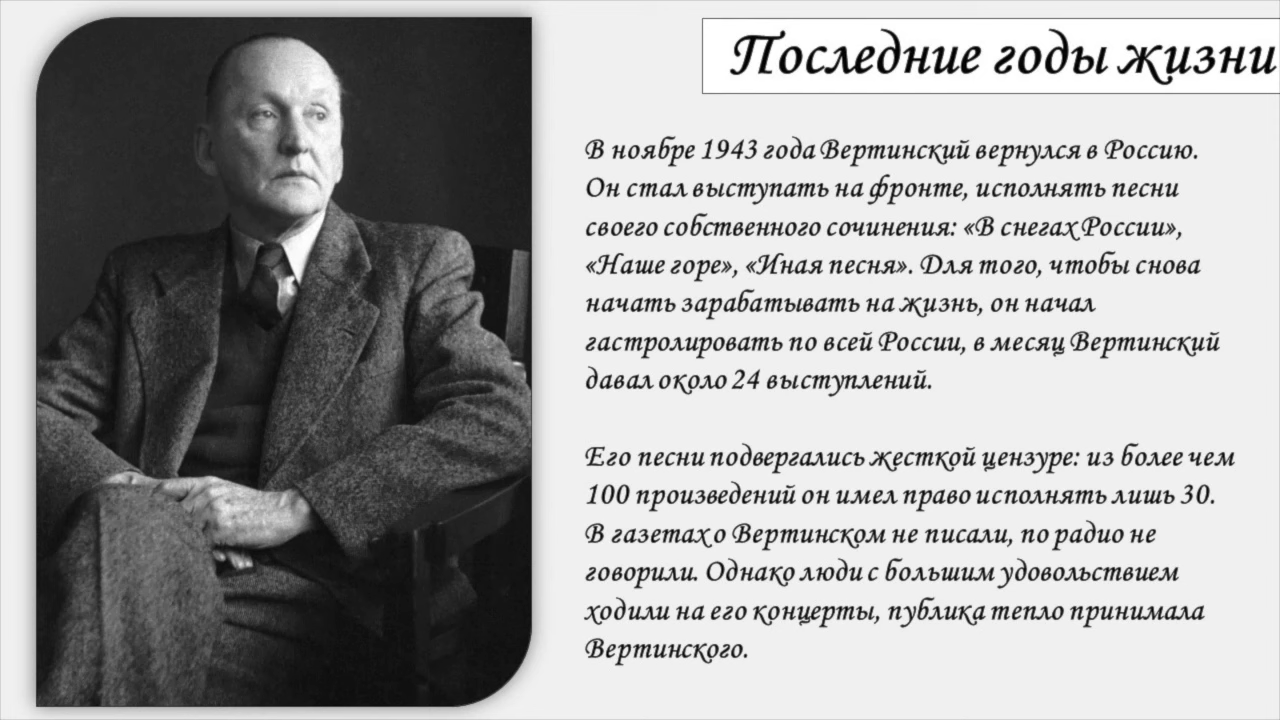 Последние годы жизни
В ноябре 1943 года Вертинский вернулся в Россию.
Он стал выступать на фронте, исполнять песни
своего собственного сочинения: «В снегах России»,
«Наше горе», «Иная песня». Для того, чтобы снова
начать зарабатывать на жизнь, он начал
гастролировать по всей России, в месяц Вертинский
давал около 24 выступлений.
Его песни подвергались жесткой цензуре: из более чем
100 произведений он имел право исполнять лишь 30.
В газетах о Вертинском не писали, по радио не
говорили. Однако люди с большим удовольствием
ходили на его концерты, публика тепло принимала
Вертинского.